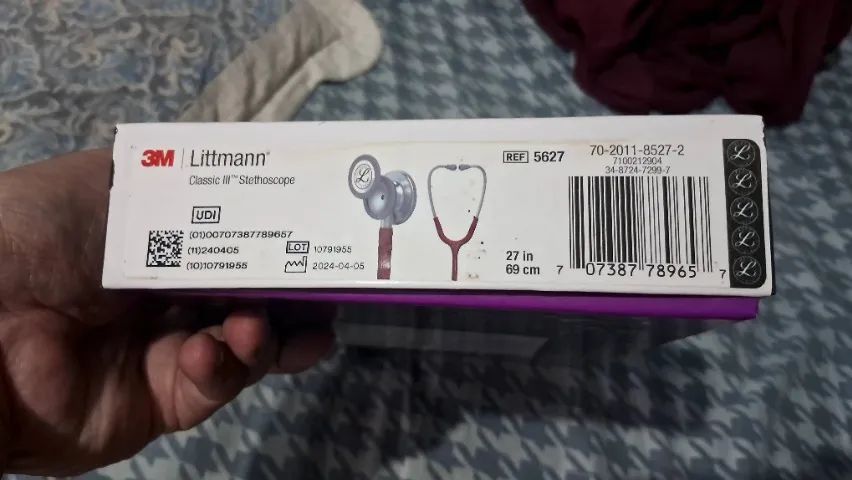 3M Littmann
Classic III™ Stethoscope
UDI
(01)00707387789657
(11)240405
(10)10791955
LOT 10791955
2024-04-05
REF 5627
27 in
69 cm
70-2011-8527-2
7100212904
34-8724-7299-7
7 07387 78965 7